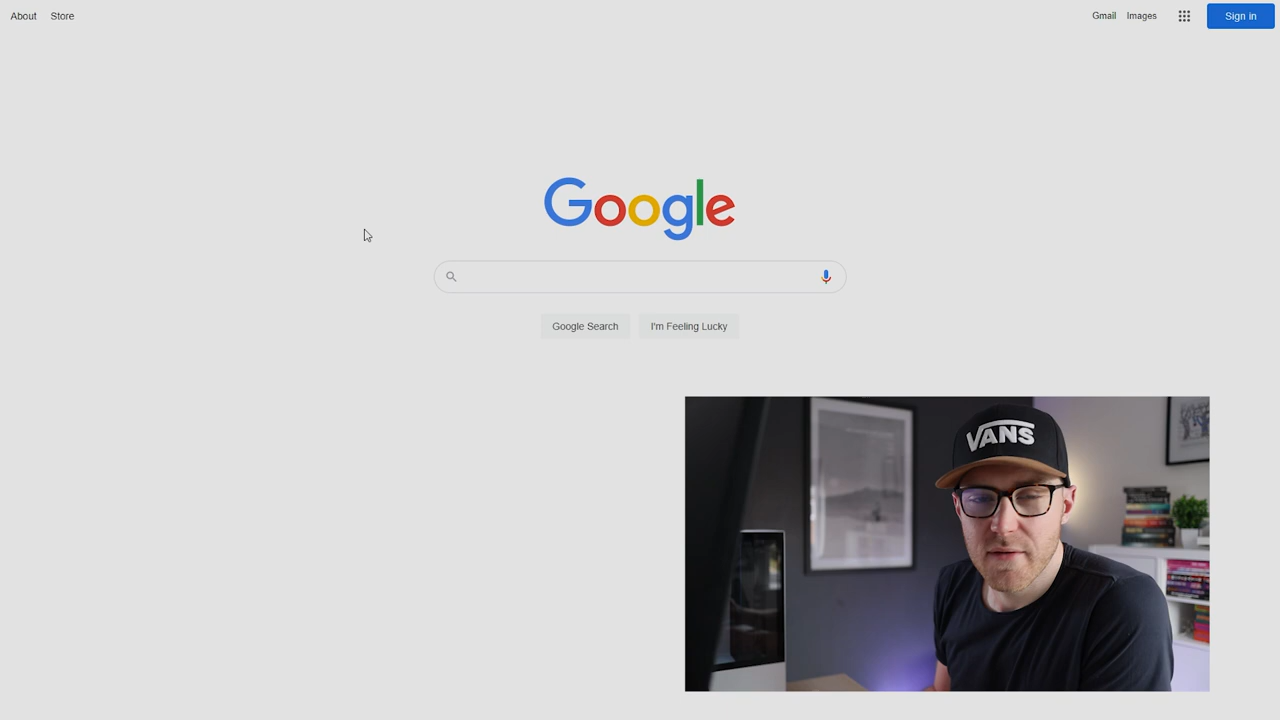 About Store
Gmail Images Sign in
Google
Google Search I'm Feeling Lucky
VANS